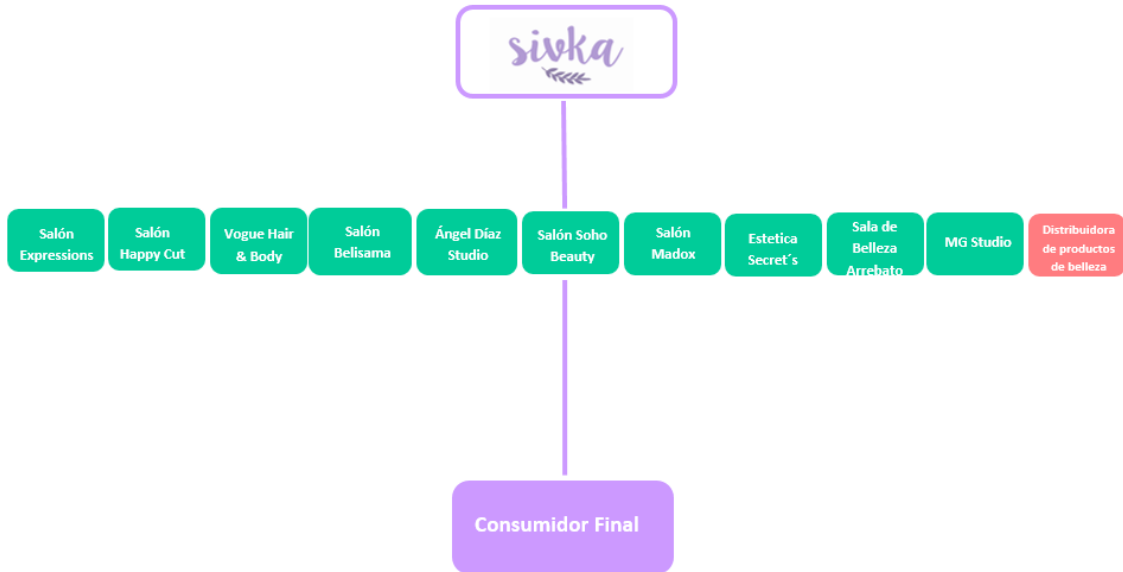 sivka
Salón
Expressions
Salón
Happy Cut
Vogue Hair
& Body
Salón
Belisama
Ángel Díaz
Studio
Salón Soho
Beauty
Salón
Madox
Estetica
Secret´s
Sala de
Belleza
Arrebato
MG Studio
Distribuidora
de productos
de belleza
Consumidor Final